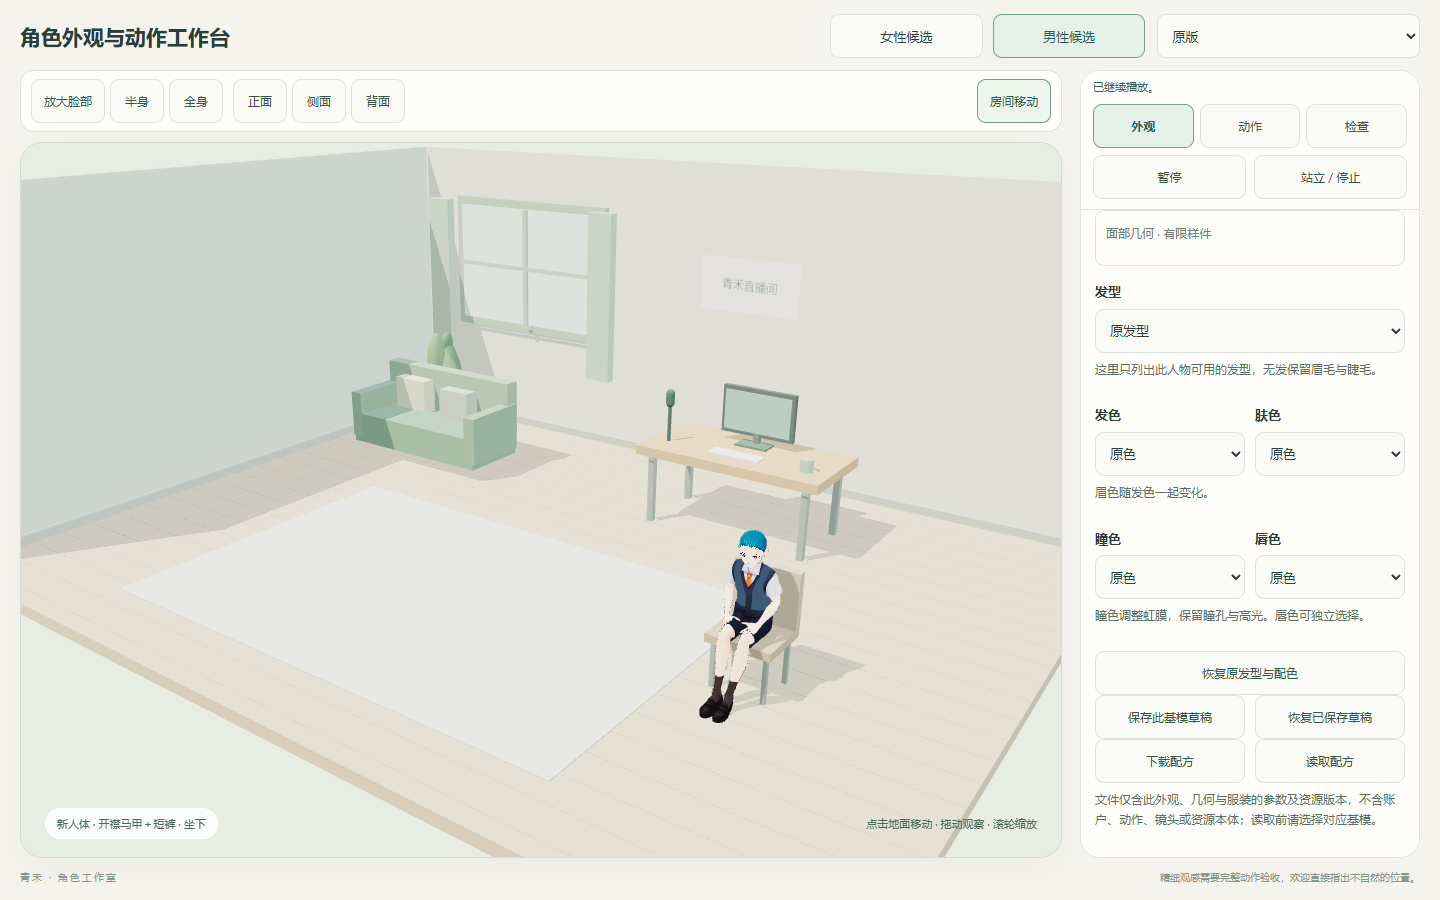 角色外观与动作工作台
女性候选
男性候选
原版
放大脸部
半身
全身
正面
侧面
背面
房间移动
已继续播放。
外观
动作
检查
暂停
站立 / 停止
面部几何 · 有限样件
发型
原发型
这里只列出此人物可用的发型，无发保留眉毛与睫毛。
发色
肤色
原色
原色
眉色随发色一起变化。
瞳色
唇色
原色
原色
瞳色调整虹膜，保留瞳孔与高光。唇色可独立选择。
恢复原发型与配色
保存此基模草稿
恢复已保存草稿
下载配方
读取配方
文件仅含此外观、几何与服装的参数及资源版本，不含账
户、动作、镜头或资源本体；读取前请选择对应基模。
青禾直播间
新人体 · 开襟马甲 + 短裤 · 坐下
点击地面移动 · 拖动观察 · 滚轮缩放
青禾 · 角色工作室
精细观感需要完整动作验收，欢迎直接指出不自然的位置。